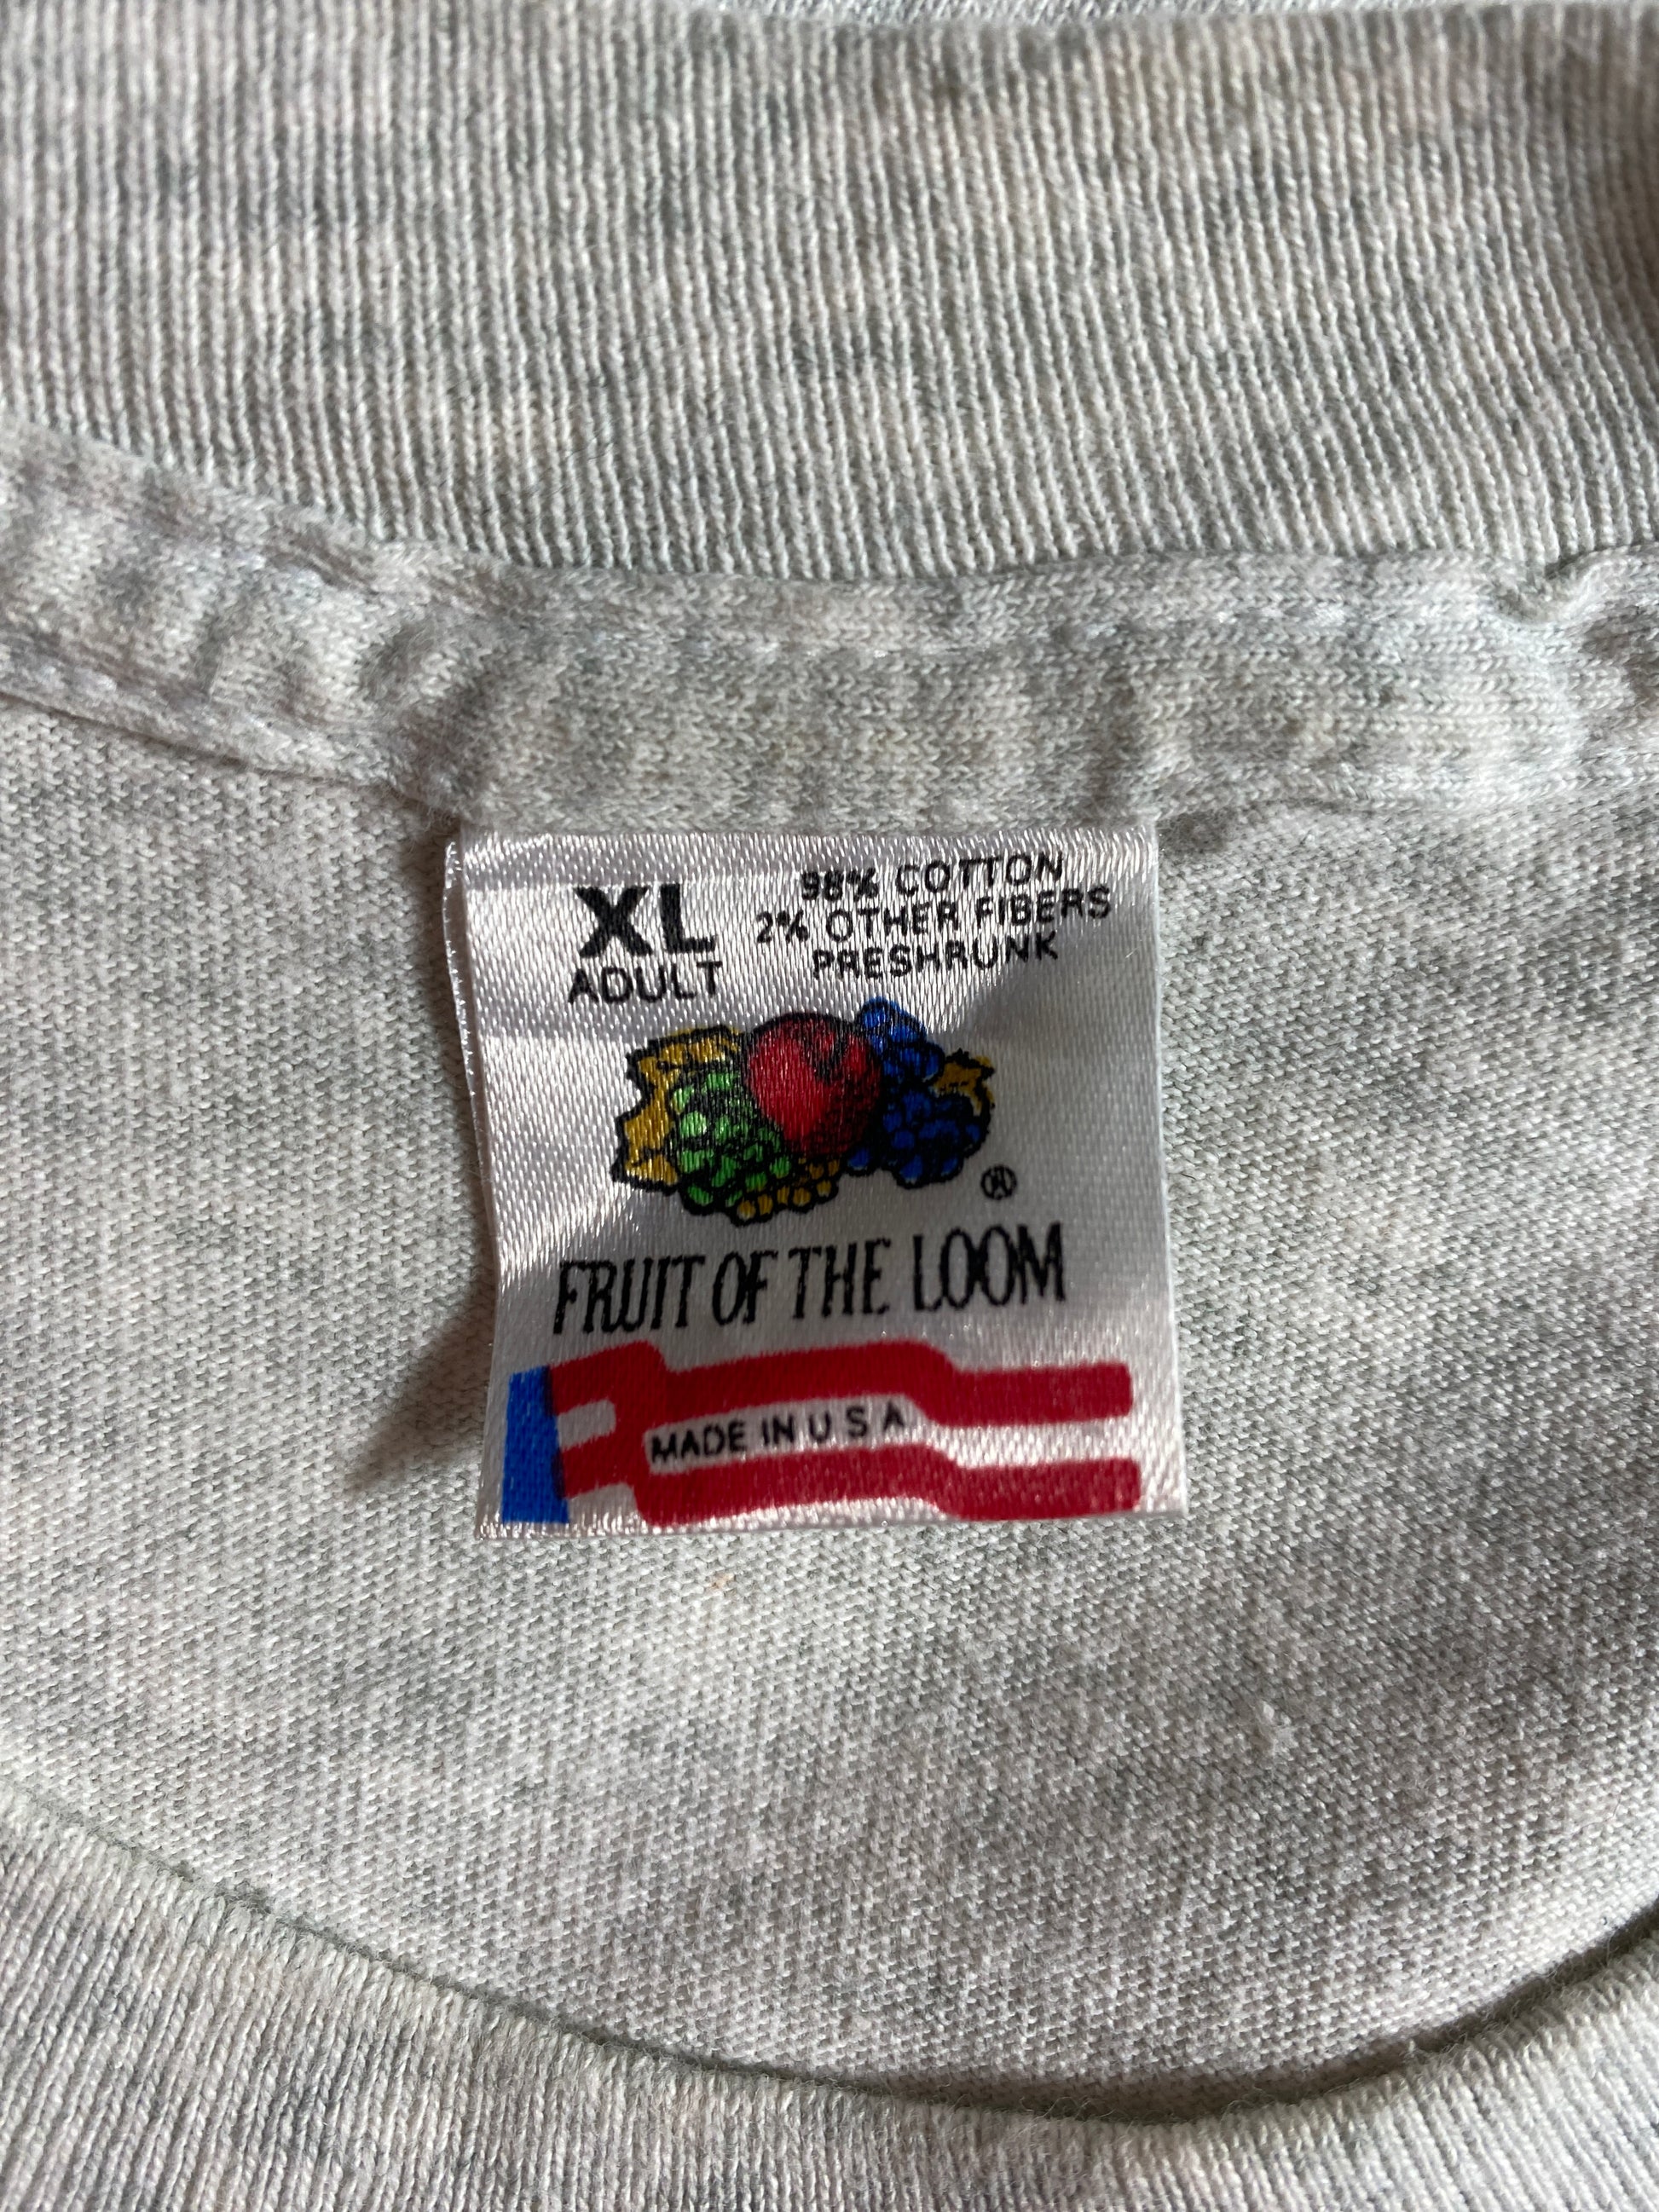 XL
ADULT
98% COTTON
2% OTHER FIBERS
PRESHRUNK
®
FRUIT OF THE LOOM
MADE IN U S A